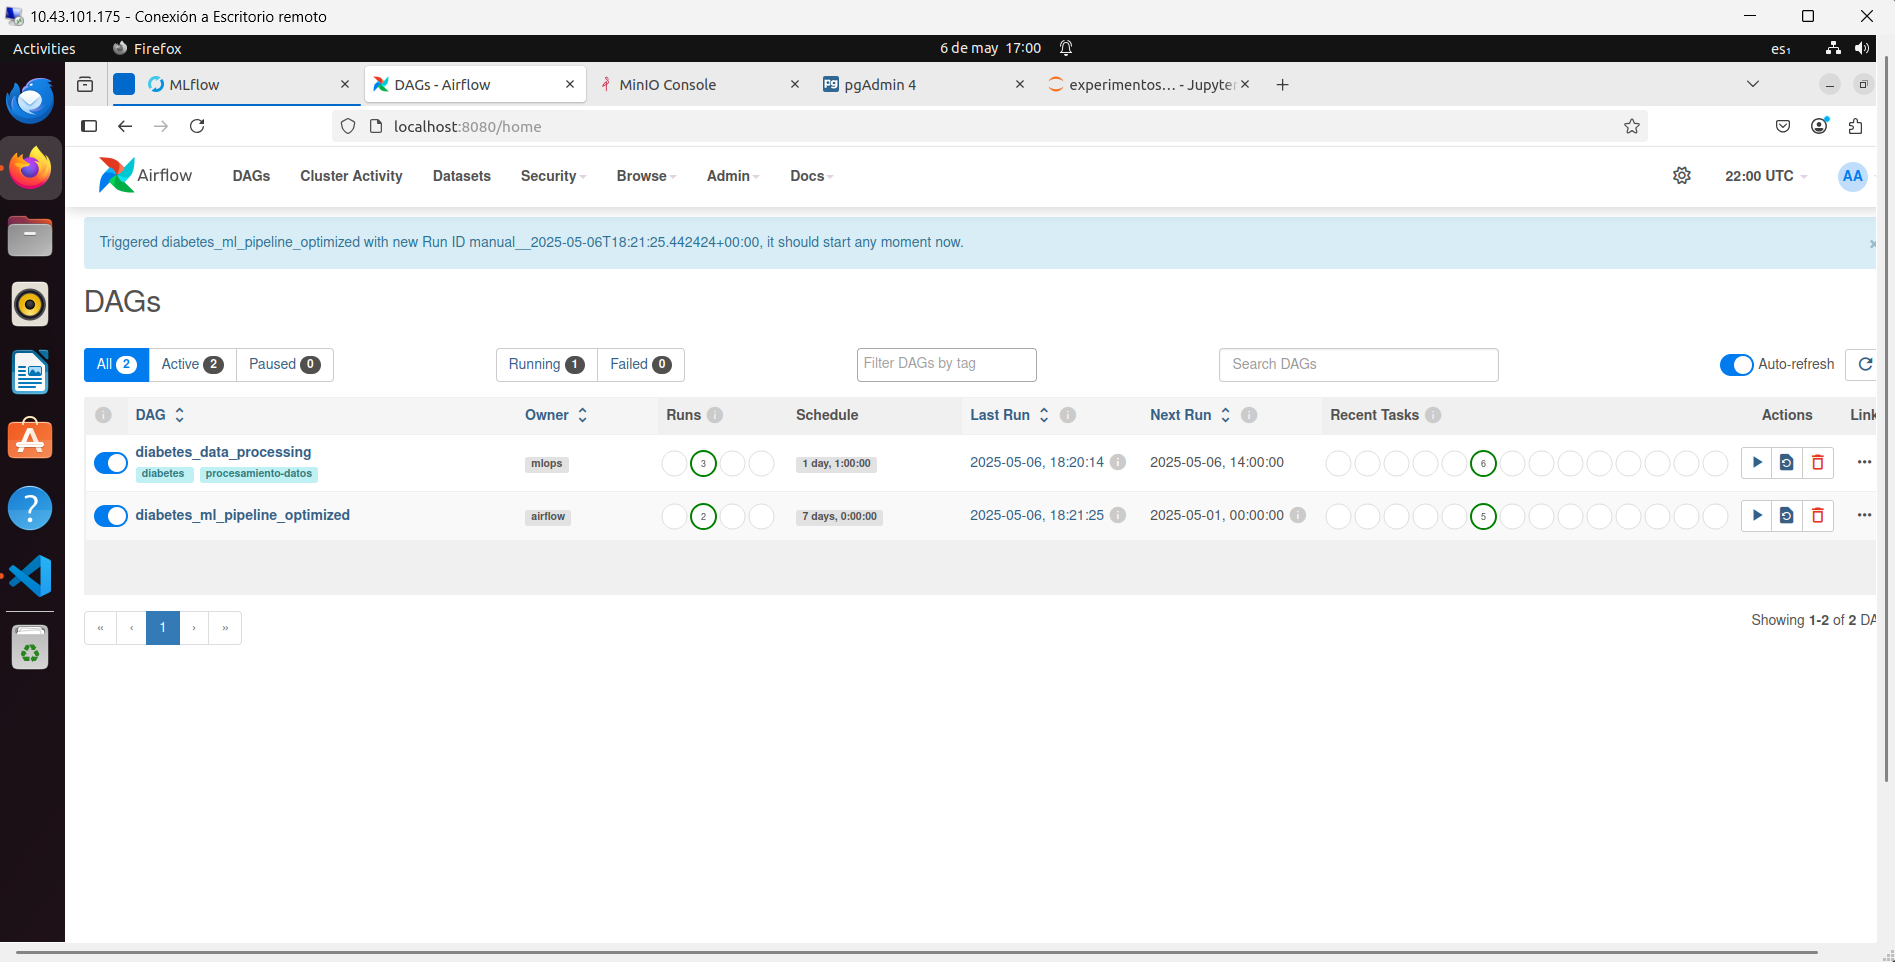 10.43.101.175 - Conexión a Escritorio remoto
Activities Firefox 6 de may 17:00 es₁
MLflow DAGs - Airflow MinIO Console pgAdmin 4 experimentos… - Jupyter
localhost:8080/home
Airflow DAGs Cluster Activity Datasets Security Browse Admin Docs 22:00 UTC AA
Triggered diabetes_ml_pipeline_optimized with new Run ID manual__2025-05-06T18:21:25.442424+00:00, it should start any moment now. ×
DAGs
All 2 Active 2 Paused 0 Running 1 Failed 0 Filter DAGs by tag Search DAGs Auto-refresh
DAG Owner Runs Schedule Last Run Next Run Recent Tasks Actions Link
diabetes_data_processing
diabetes procesamiento-datos
mlops 3 1 day, 1:00:00 2025-05-06, 18:20:14 2025-05-06, 14:00:00 6
diabetes_ml_pipeline_optimized airflow 2 7 days, 0:00:00 2025-05-06, 18:21:25 2025-05-01, 00:00:00 5
« ‹ 1 › »
Showing 1-2 of 2 DA